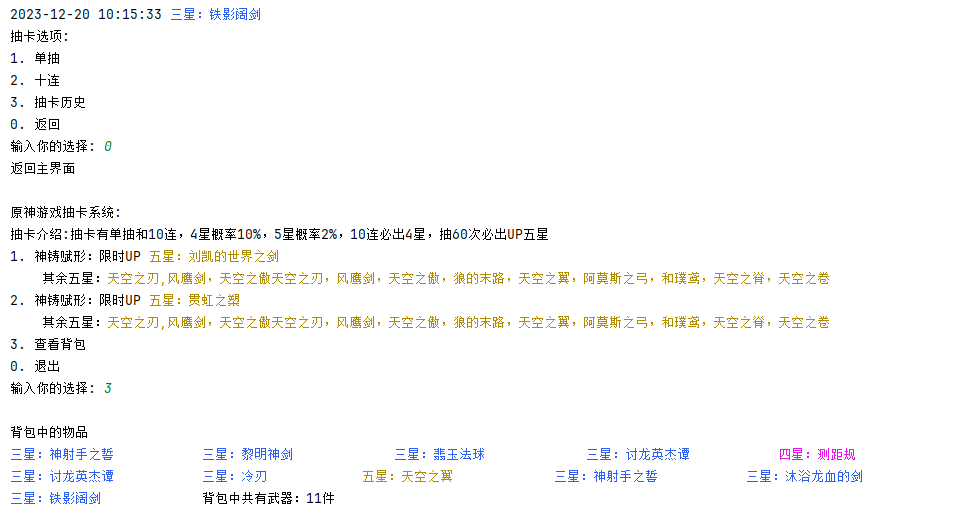 2023-12-20 10:15:33 三星: 铁影阔剑
抽卡选项:
1. 单抽
2. 十连
3. 抽卡历史
0. 返回
输入你的选择: 0
返回主界面
原神游戏抽卡系统:
抽卡介绍:抽卡有单抽和10连，4星概率10%，5星概率2%，10连必出4星，抽60次必出UP五星
1. 神铸赋形: 限时UP 五星: 刘凯的世界之剑
其余五星: 天空之刃,风鹰剑, 天空之傲天空之刃, 风鹰剑, 天空之傲, 狼的末路, 天空之翼, 阿莫斯之弓, 和璞鸢, 天空之脊, 天空之卷
2. 神铸赋形: 限时UP 五星: 贯虹之槊
其余五星: 天空之刃,风鹰剑, 天空之傲天空之刃, 风鹰剑, 天空之傲, 狼的末路, 天空之翼, 阿莫斯之弓, 和璞鸢, 天空之脊, 天空之卷
3. 查看背包
0. 退出
输入你的选择: 3
背包中的物品
三星: 神射手之誓 三星: 黎明神剑 三星: 翡玉法球 三星: 讨龙英杰谭 四星: 测距规
三星: 讨龙英杰谭 三星: 冷刃 五星: 天空之翼 三星: 神射手之誓 三星: 沐浴龙血的剑
三星: 铁影阔剑 背包中共有武器: 11件